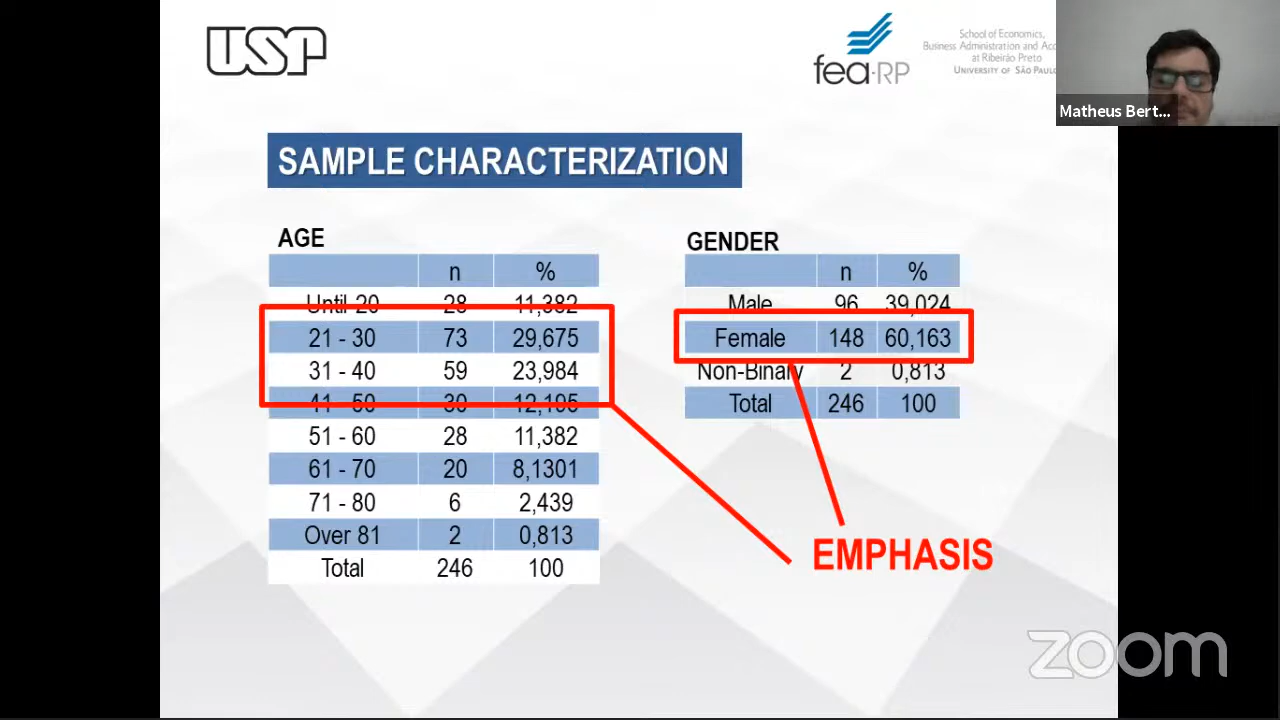 USP
fea-RP
School of Economics,
Business Administration and Acc
at Ribeirão Preto
UNIVERSITY OF SÃO PAULO
Matheus Bert...
SAMPLE CHARACTERIZATION
AGE
n %
Until 20 28 11,382
21 - 30 73 29,675
31 - 40 59 23,984
41 - 50 30 12,195
51 - 60 28 11,382
61 - 70 20 8,1301
71 - 80 6 2,439
Over 81 2 0,813
Total 246 100
GENDER
n %
Male 96 39,024
Female 148 60,163
Non-Binary 2 0,813
Total 246 100
EMPHASIS
zoom